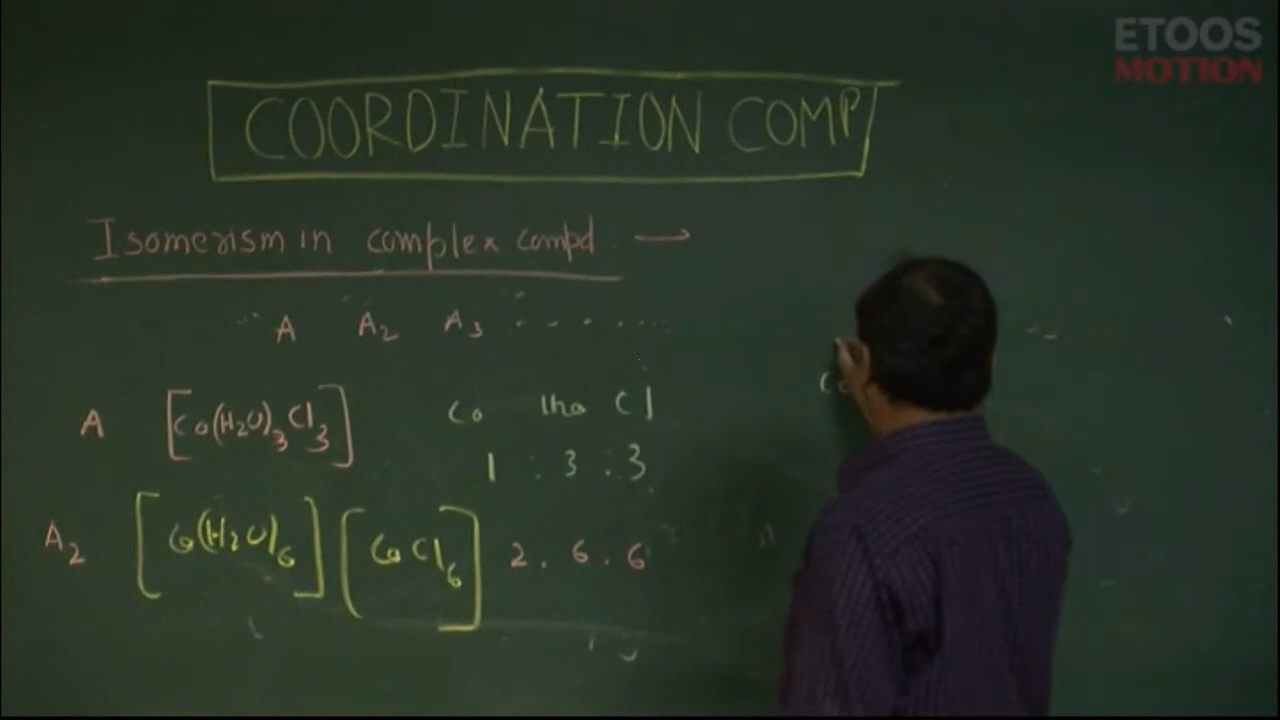 ETOOS
MOTION
COORDINATION COMP
Isomerism in complex compd. →
A A2 A3 ........
A [Co(H2O)3Cl3] Co H2O Cl
1 : 3 : 3
A2 [Co(H2O)6] [CoCl6] 2 . 6 . 6